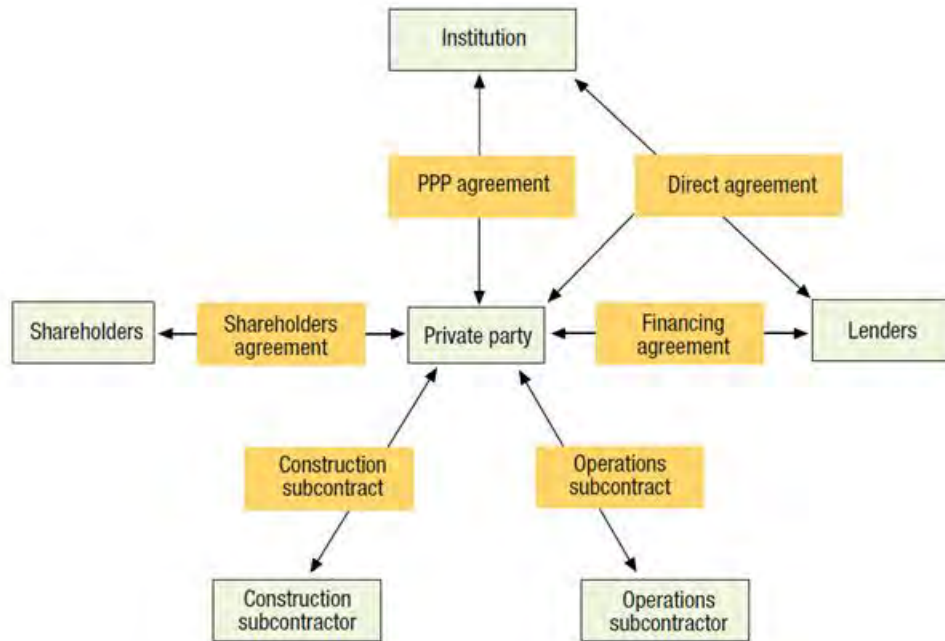 Institution
PPP agreement
Direct agreement
Shareholders
Shareholders
agreement
Private party
Financing
agreement
Lenders
Construction
subcontract
Operations
subcontract
Construction
subcontractor
Operations
subcontractor